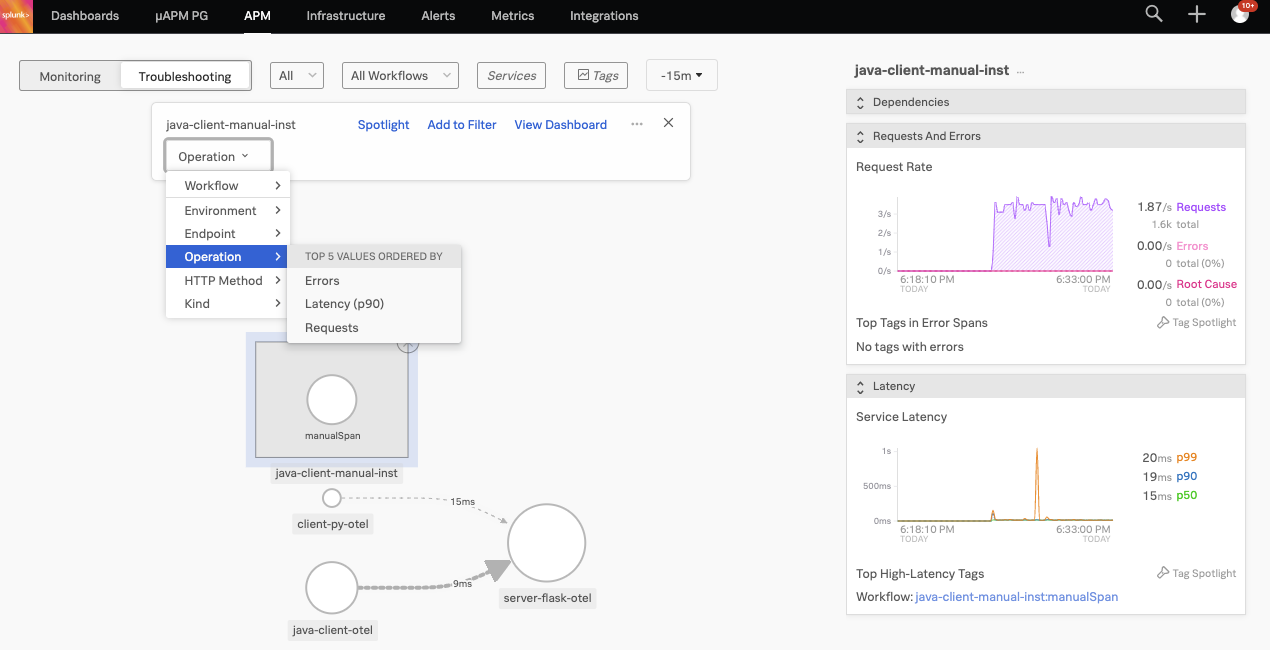 splunk> Dashboards µAPM PG APM Infrastructure Alerts Metrics Integrations 10+
Monitoring Troubleshooting All All Workflows Services Tags -15m
java-client-manual-inst Spotlight Add to Filter View Dashboard ...
Operation
Workflow
Environment
Endpoint
Operation
HTTP Method
Kind
TOP 5 VALUES ORDERED BY
Errors
Latency (p90)
Requests
manualSpan
java-client-manual-inst
15ms
client-py-otel
9ms
server-flask-otel
java-client-otel
java-client-manual-inst ...
Dependencies
Requests And Errors
Request Rate
3/s
2/s
1/s
0/s
6:18:10 PM 6:33:00 PM
TODAY TODAY
1.87/s Requests
1.6k total
0.00/s Errors
0 total (0%)
0.00/s Root Cause
0 total (0%)
Top Tags in Error Spans Tag Spotlight
No tags with errors
Latency
Service Latency
1s
500ms
0ms
6:18:10 PM 6:33:00 PM
TODAY TODAY
20ms p99
19ms p90
15ms p50
Top High-Latency Tags Tag Spotlight
Workflow: java-client-manual-inst:manualSpan